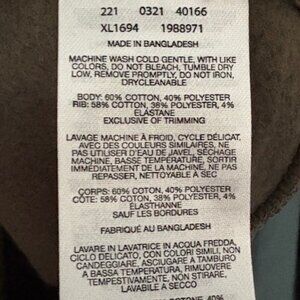 221 0321 40166
XL1694 1988971
MADE IN BANGLADESH
MACHINE WASH COLD GENTLE, WITH LIKE
COLORS, DO NOT BLEACH, TUMBLE DRY
LOW, REMOVE PROMPTLY, DO NOT IRON,
DRYCLEANABLE
BODY: 60% COTTON, 40% POLYESTER
RIB: 58% COTTON, 38% POLYESTER, 4%
ELASTANE
EXCLUSIVE OF TRIMMING
LAVAGE MACHINE À FROID, CYCLE DÉLICAT,
AVEC DES COULEURS SIMILAIRES, NE
PAS UTILISER D'EAU DE JAVEL, SÉCHAGE
MACHINE, BASSE TEMPÉRATURE, SORTIR
IMMÉDIATEMENT DE LA MACHINE, NE PAS
REPASSER, NETTOYABLE A SEC
CORPS: 60% COTON, 40% POLYESTER
CÔTE: 58% COTON, 38% POLYESTER, 4%
ÉLASTHANNE
SAUF LES BORDURES
FABRIQUÉ AU BANGLADESH
LAVARE IN LAVATRICE IN ACQUA FREDDA,
CICLO DELICATO, CON COLORI SIMILI, NON
CANDEGGIARE, ASCIUGARE A TAMBURO
A BASSA TEMPERATURA, RIMUOVERE
TEMPESTIVAMENTE, NON STIRARE,
LAVABILE A SECCO
COTONE, 40%